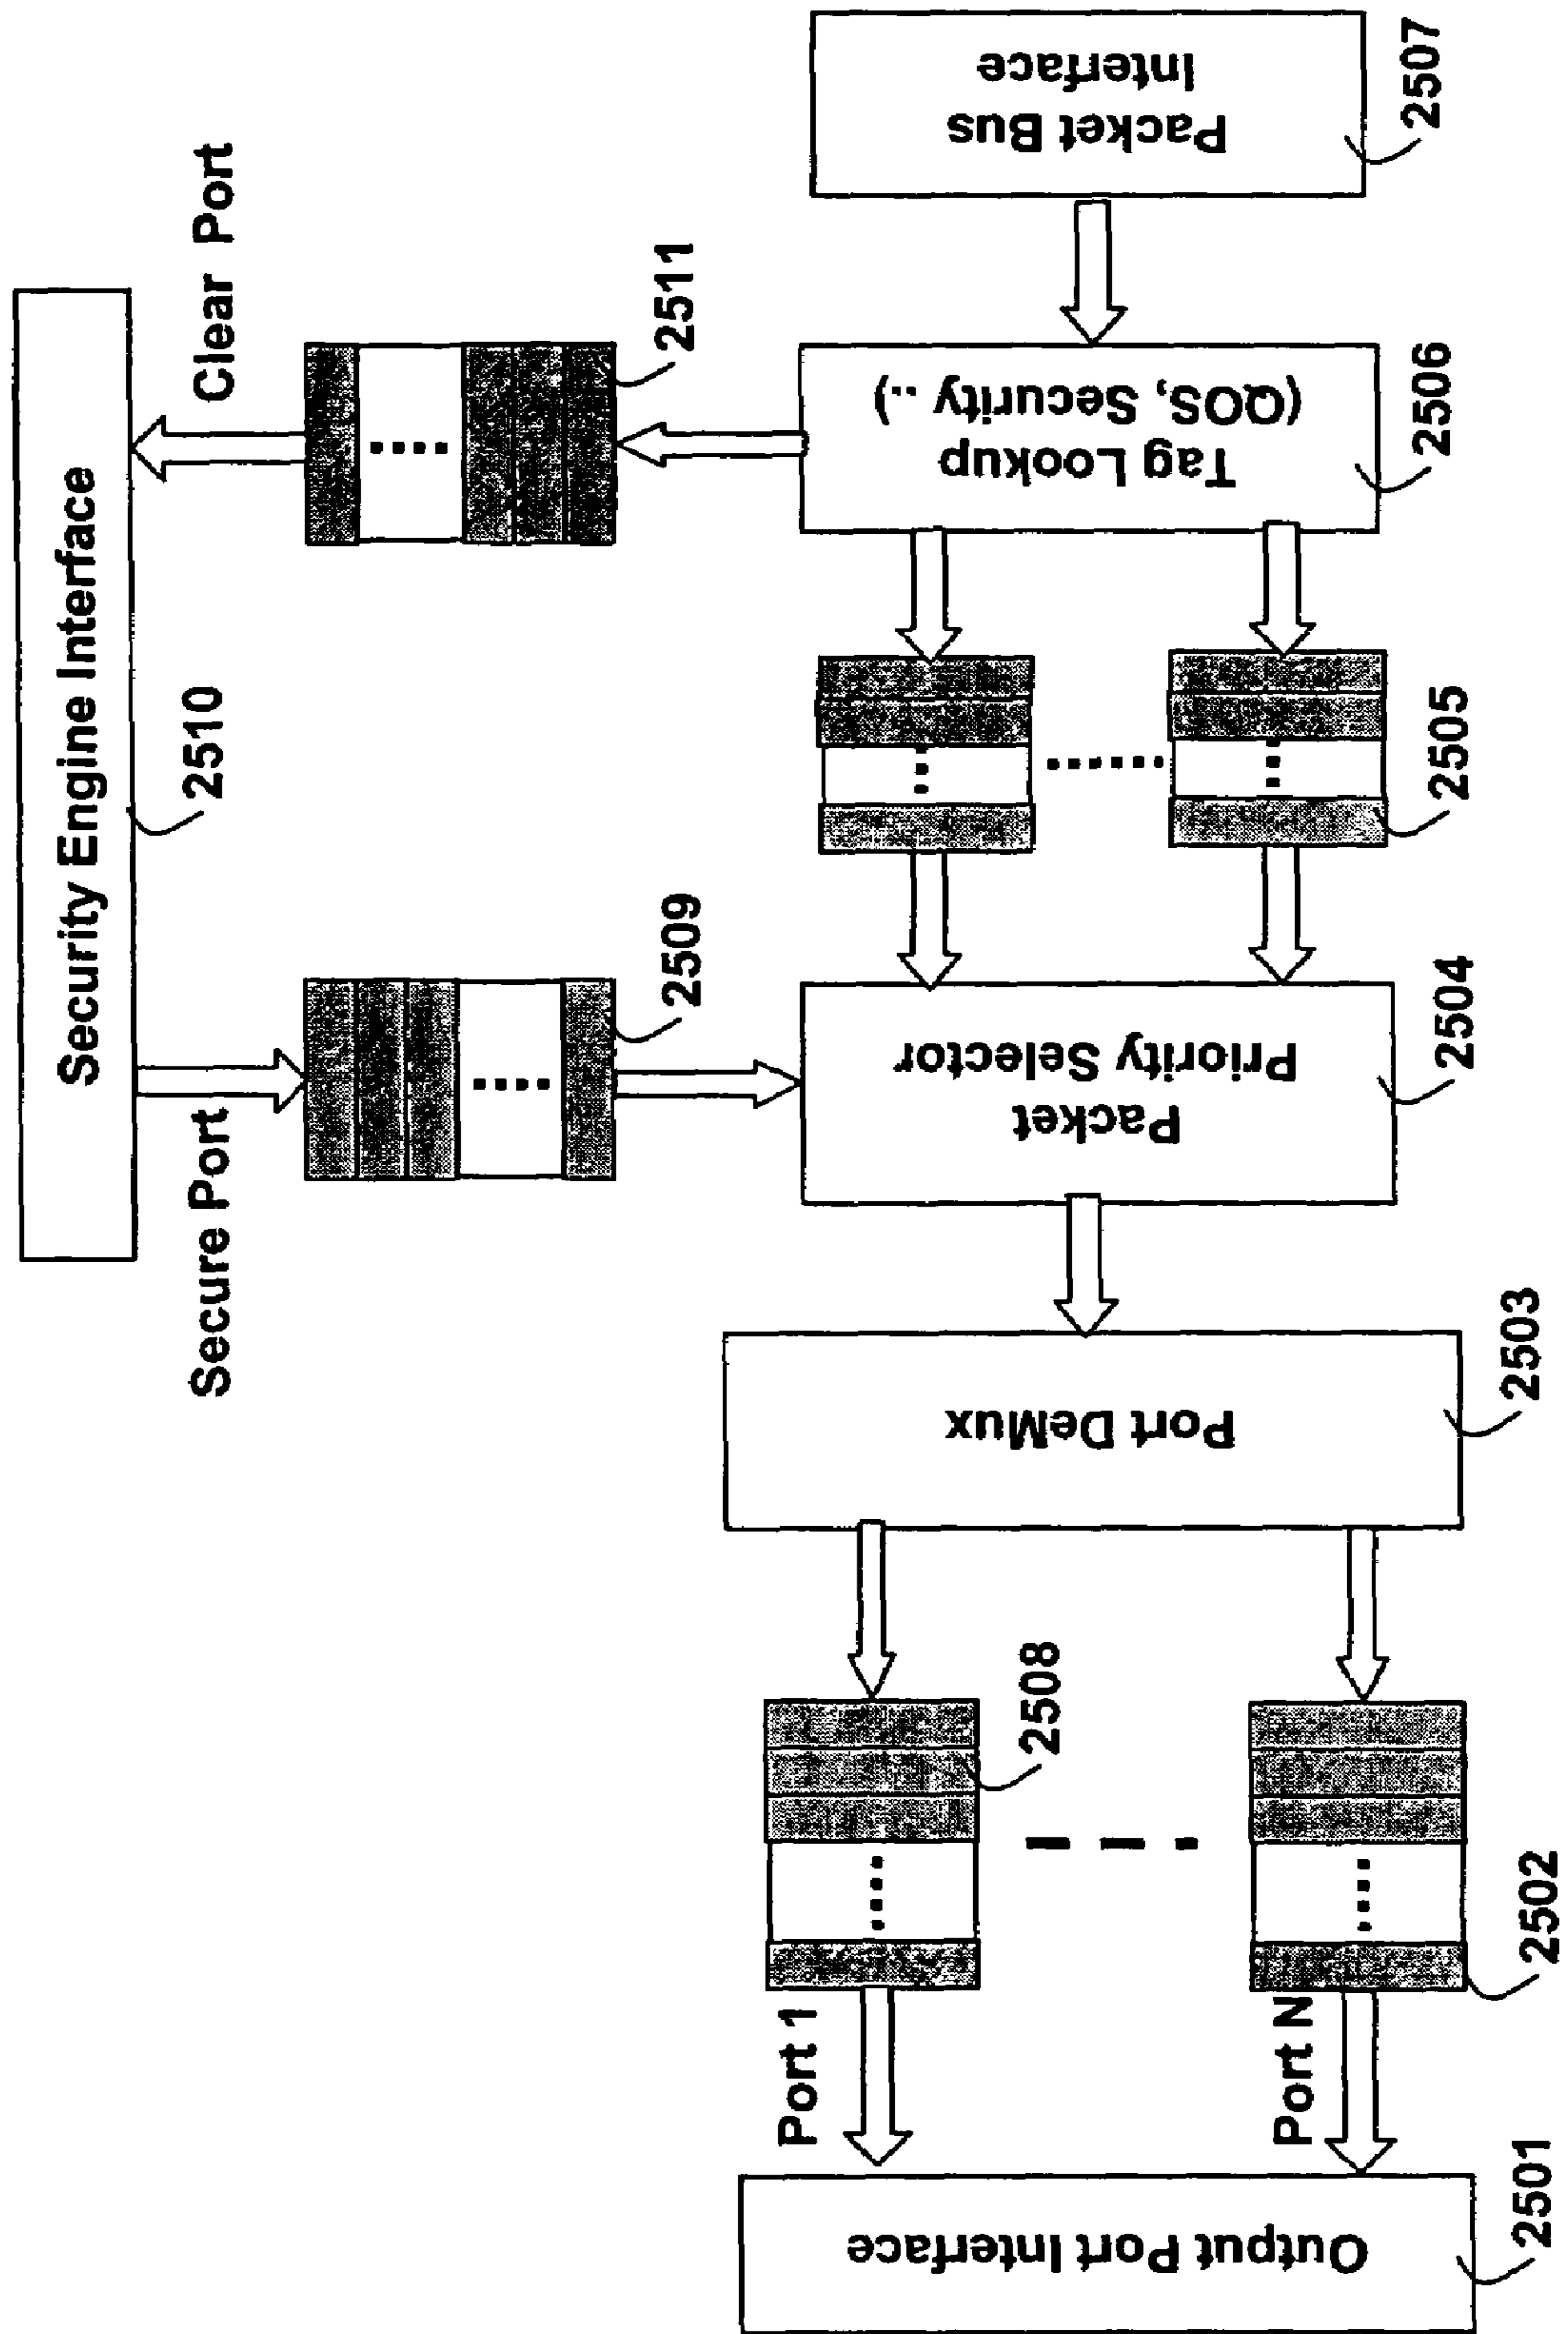 Security Engine Interface
2510
Secure Port
Clear Port
2509
2511
Output Port Interface
2501
Port 1
Port N
2508
2502
Port DeMux
2503
Packet
Priority Selector
2504
2505
Tag Lookup
(QOS, Security ..)
2506
Packet Bus
Interface
2507